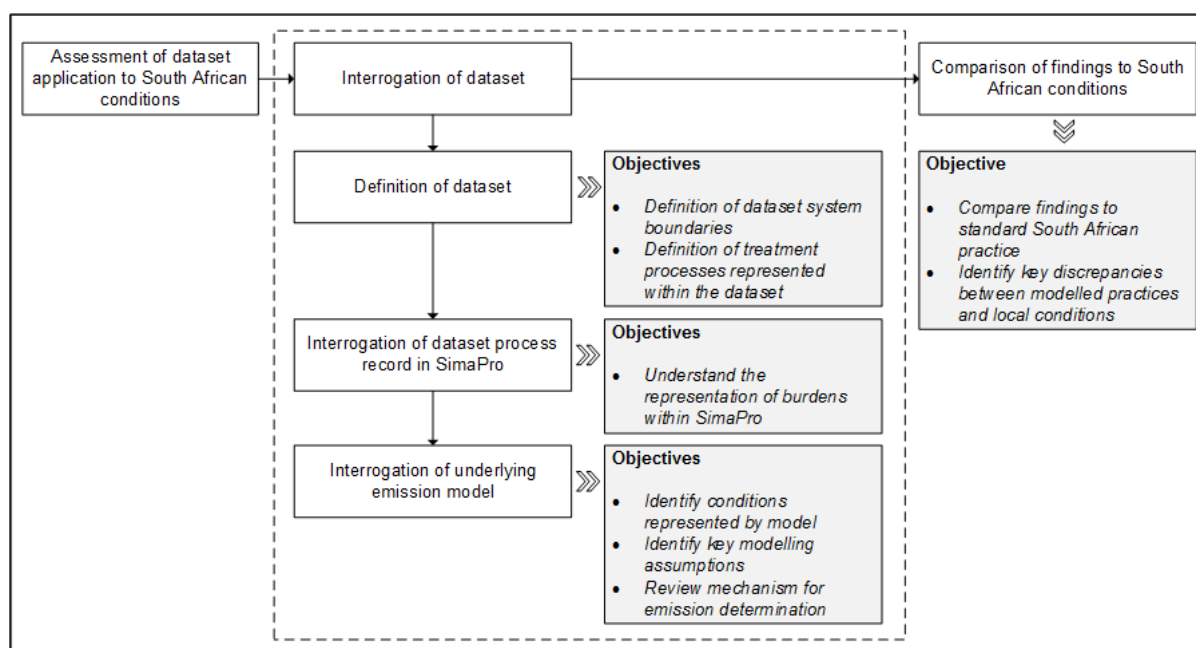 Assessment of dataset
application to South African
conditions
Interrogation of dataset
Comparison of findings to South
African conditions
Definition of dataset
Objectives
• Definition of dataset system
boundaries
• Definition of treatment
processes represented
within the dataset
Objective
• Compare findings to
standard South African
practice
• Identify key discrepancies
between modelled practices
and local conditions
Interrogation of dataset process
record in SimaPro
Objectives
• Understand the
representation of burdens
within SimaPro
Interrogation of underlying
emission model
Objectives
• Identify conditions
represented by model
• Identify key modelling
assumptions
• Review mechanism for
emission determination